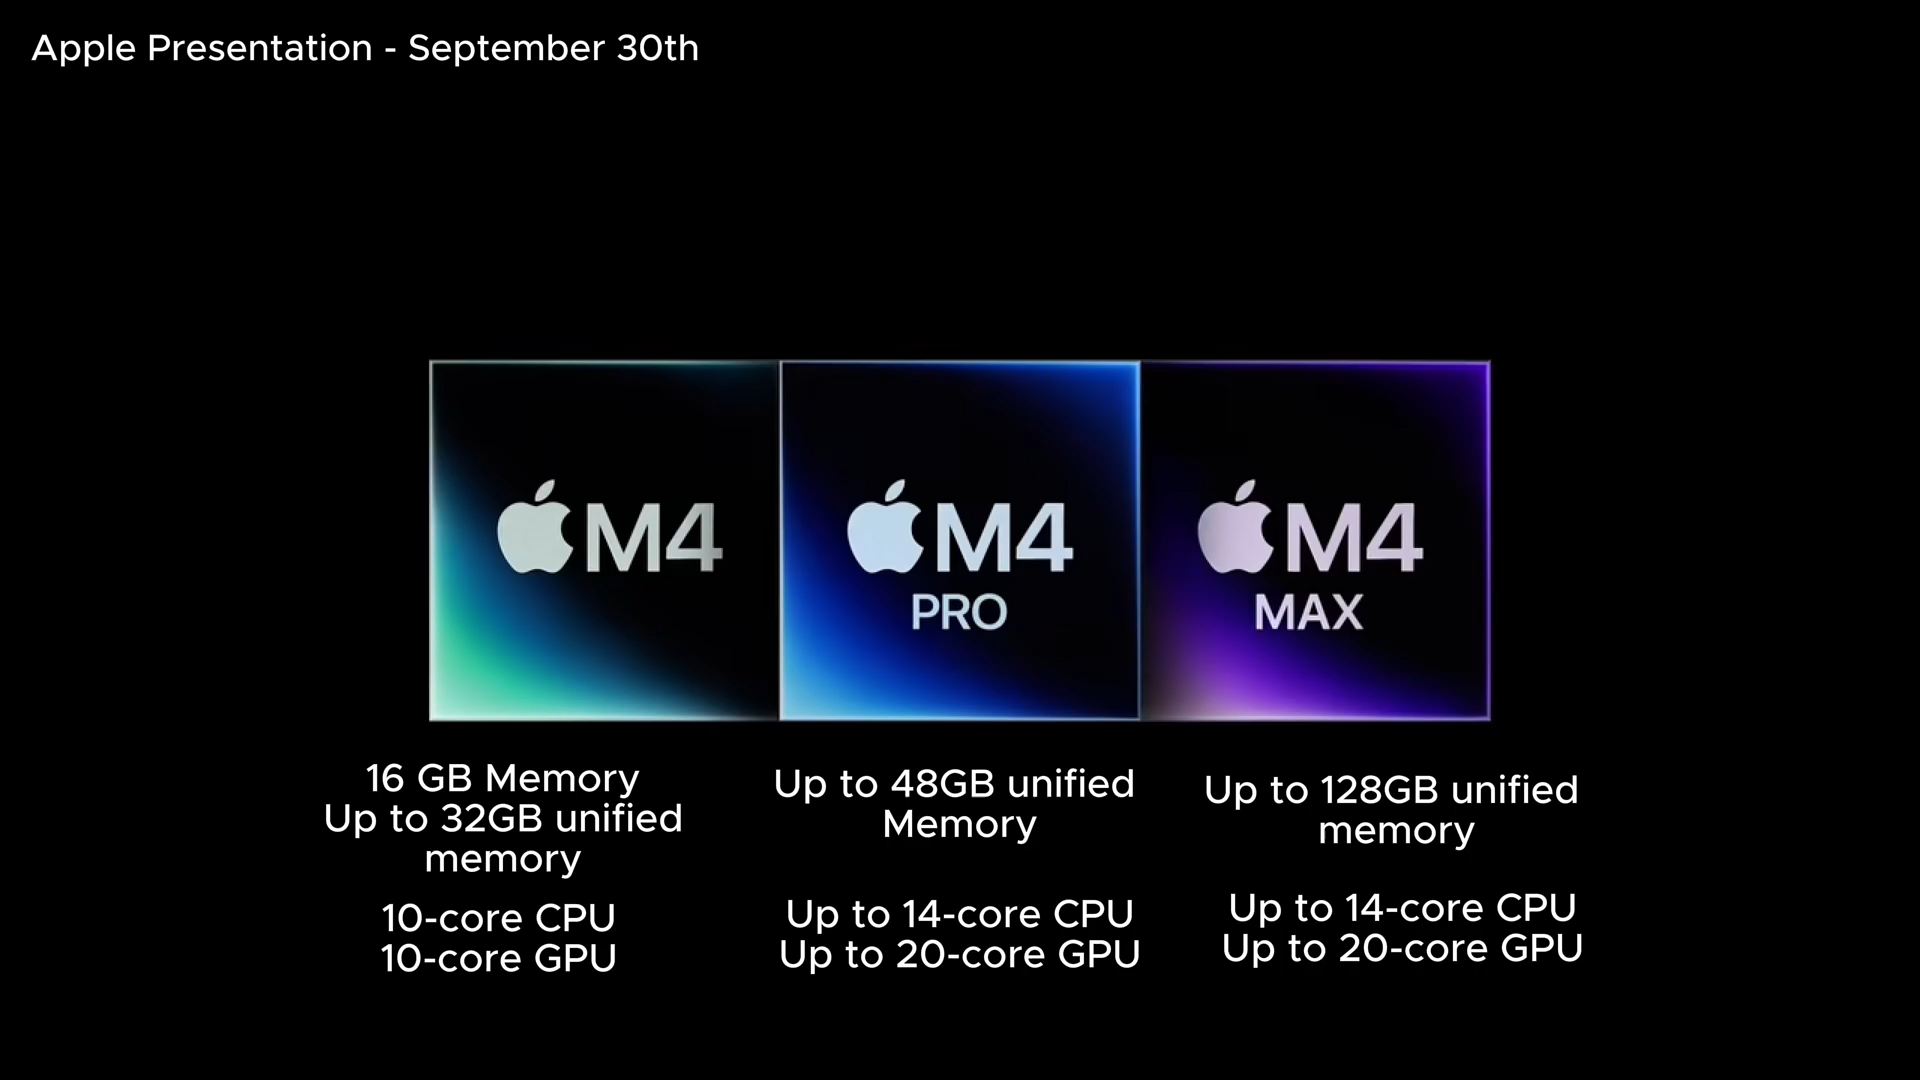 Apple Presentation - September 30th
M4
M4
PRO
M4
MAX
16 GB Memory
Up to 32GB unified
memory
10-core CPU
10-core GPU
Up to 48GB unified
Memory
Up to 14-core CPU
Up to 20-core GPU
Up to 128GB unified
memory
Up to 14-core CPU
Up to 20-core GPU